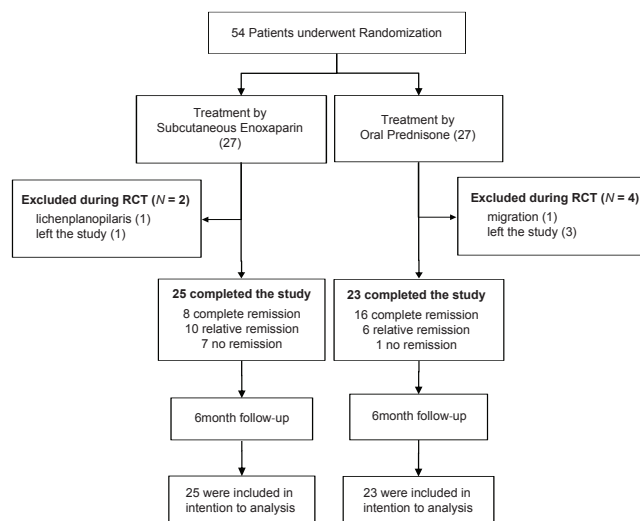 54 Patients underwent Randomization
Treatment by
Subcutaneous Enoxaparin
(27)
Treatment by
Oral Prednisone (27)
Excluded during RCT (N = 2)
lichenplanopilaris (1)
left the study (1)
Excluded during RCT (N = 4)
migration (1)
left the study (3)
25 completed the study
8 complete remission
10 relative remission
7 no remission
23 completed the study
16 complete remission
6 relative remission
1 no remission
6month follow-up
6month follow-up
25 were included in
intention to analysis
23 were included in
intention to analysis